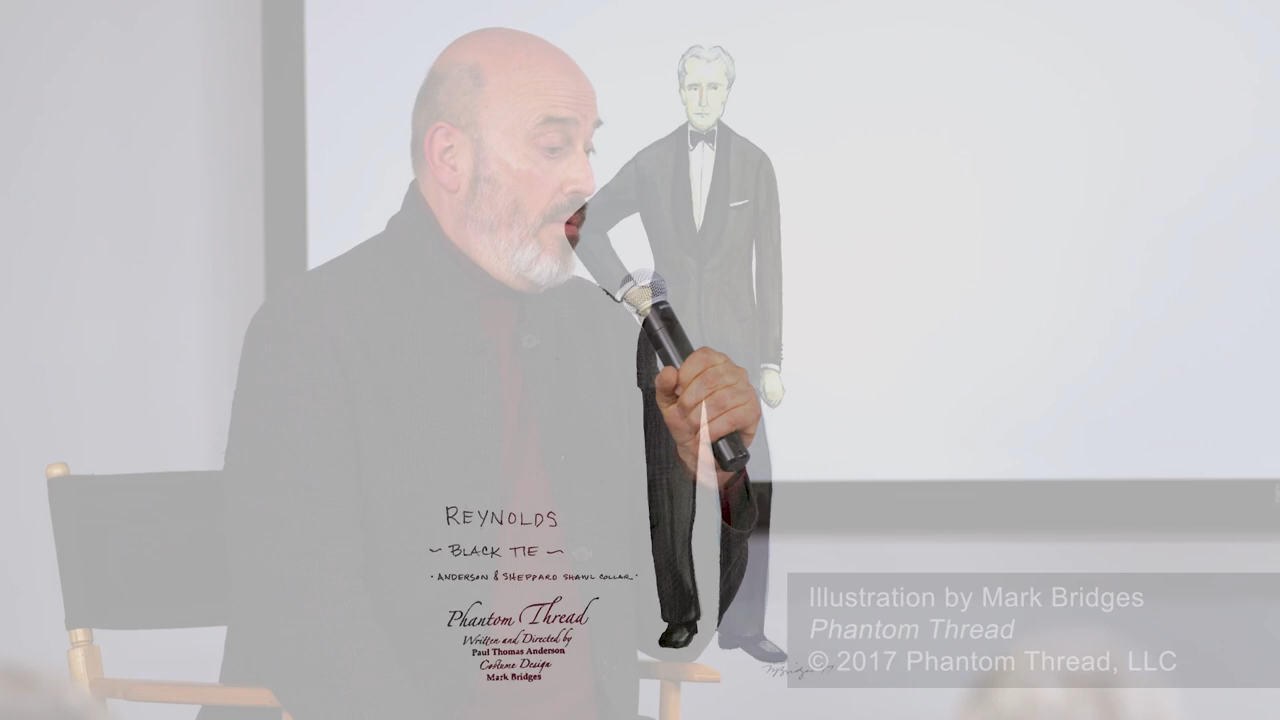 REYNOLDS
~ BLACK TIE ~
· ANDERSON & SHEPPARD SHAWL COLLAR ·
Phantom Thread
Written and Directed by
Paul Thomas Anderson
Costume Design
Mark Bridges
Illustration by Mark Bridges
Phantom Thread
© 2017 Phantom Thread, LLC